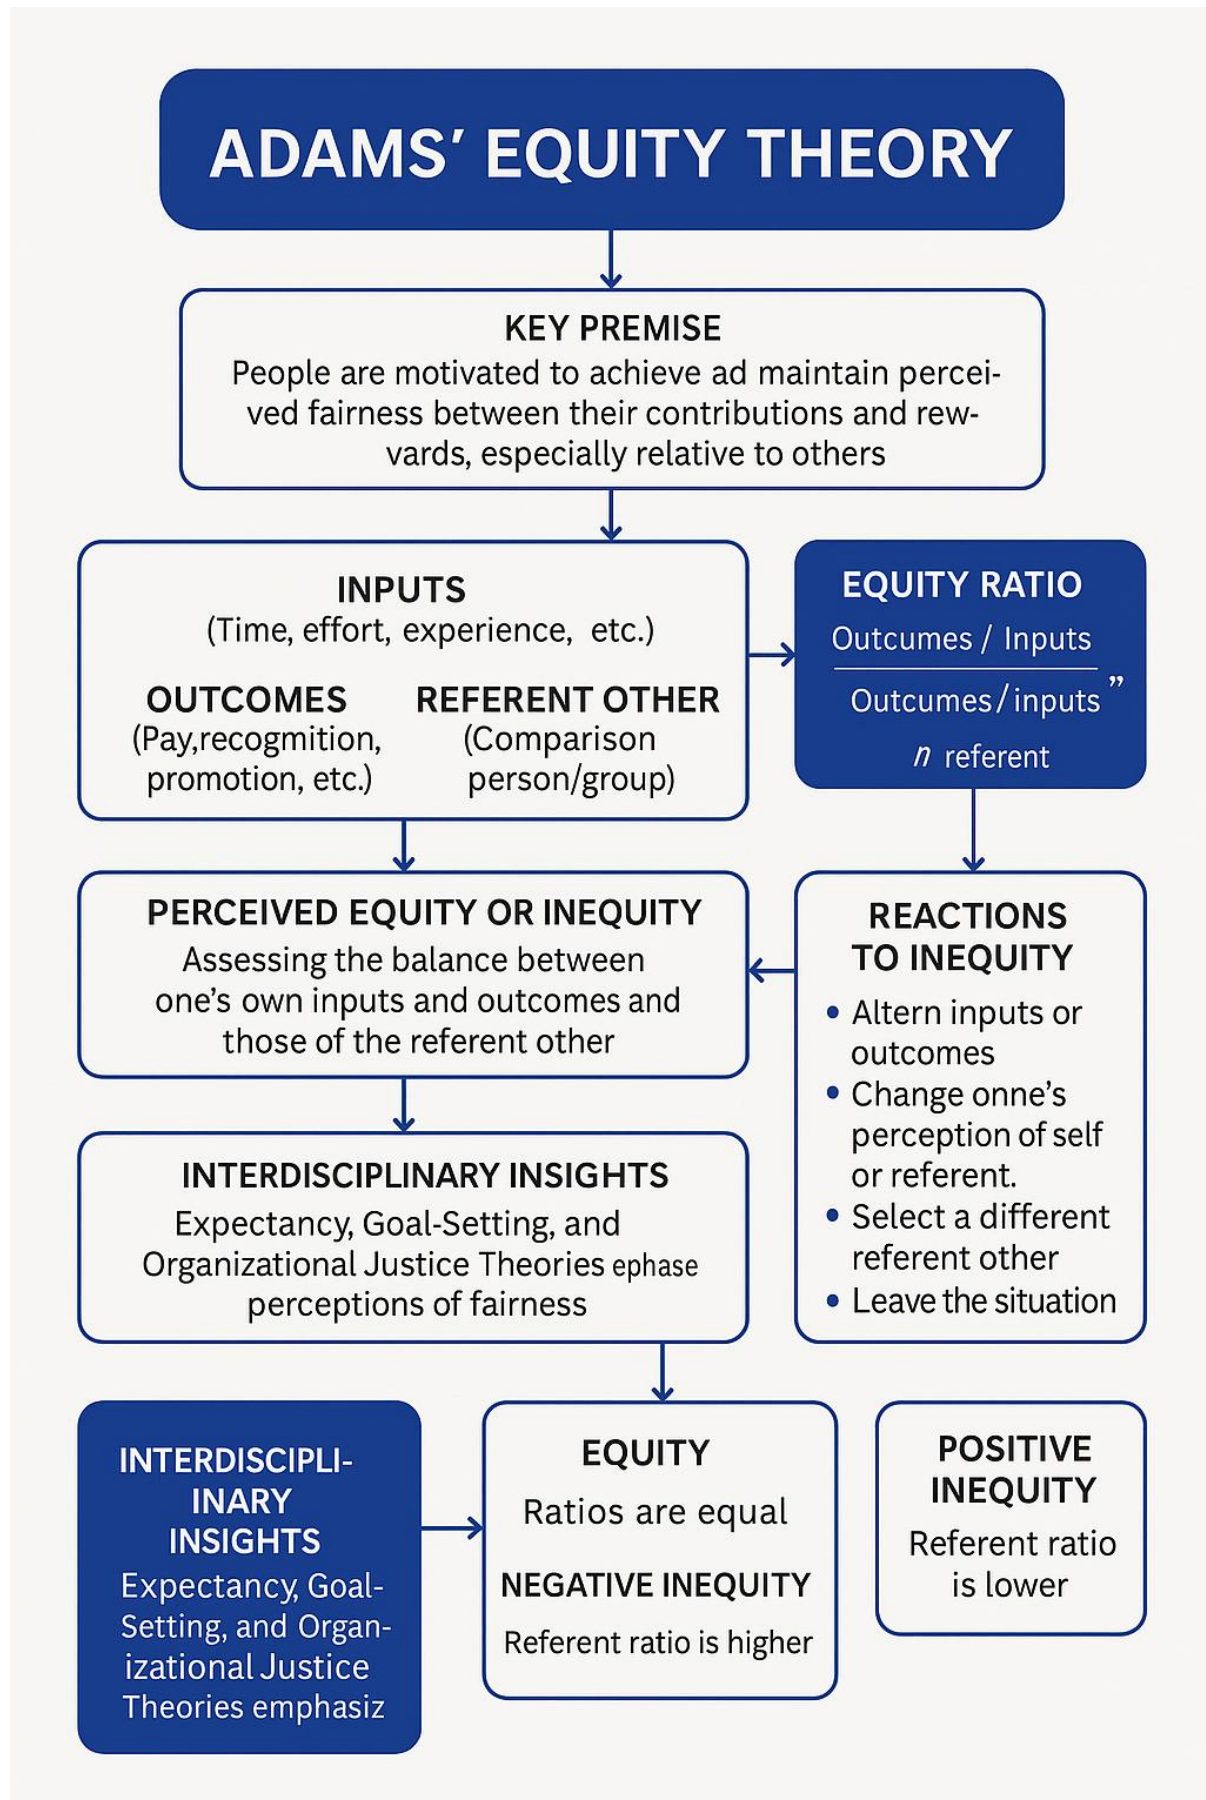 ADAMS’ EQUITY THEORY
KEY PREMISE
People are motivated to achieve ad maintain percei-
ved fairness between their contributions and rew-
vards, especially relative to others
INPUTS
(Time, effort, experience, etc.)
OUTCOMES
(Pay,recogmition,
promotion, etc.)
REFERENT OTHER
(Comparison
person/group)
EQUITY RATIO
Outcomes / Inputs
Outcomes/inputs”
n referent
PERCEIVED EQUITY OR INEQUITY
Assessing the balance between
one’s own inputs and outcomes and
those of the referent other
REACTIONS
TO INEQUITY
• Altern inputs or
outcomes
• Change onne’s
perception of self
or referent.
• Select a different
referent other
• Leave the situation
INTERDISCIPLINARY INSIGHTS
Expectancy, Goal-Setting, and
Organizational Justice Theories ephase
perceptions of fairness
INTERDISCIPLI-
INARY
INSIGHTS
Expectancy, Goal-
Setting, and Organ-
izational Justice
Theories emphasiz
EQUITY
Ratios are equal
NEGATIVE INEQUITY
Referent ratio is higher
POSITIVE
INEQUITY
Referent ratio
is lower